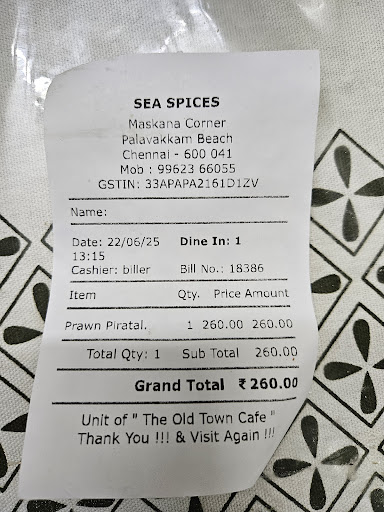 SEA SPICES
Maskana Corner
Palavakkam Beach
Chennai - 600 041
Mob : 99623 66055
GSTIN: 33APAPA2161D1ZV
Name:
Date: 22/06/25 Dine In: 1
13:15
Cashier: biller Bill No.: 18386
Item Qty. Price Amount
Prawn Piratal. 1 260.00 260.00
Total Qty: 1 Sub Total 260.00
Grand Total ₹ 260.00
Unit of " The Old Town Cafe "
Thank You !!! & Visit Again !!!